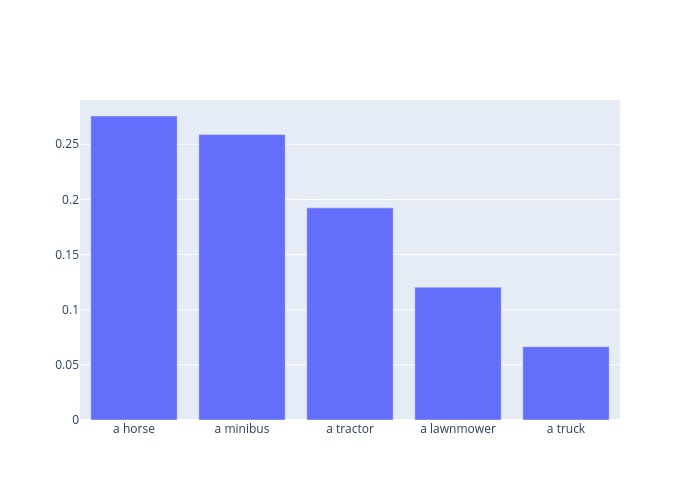 0.25
0.2
0.15
0.1
0.05
0
a horse
a minibus
a tractor
a lawnmower
a truck